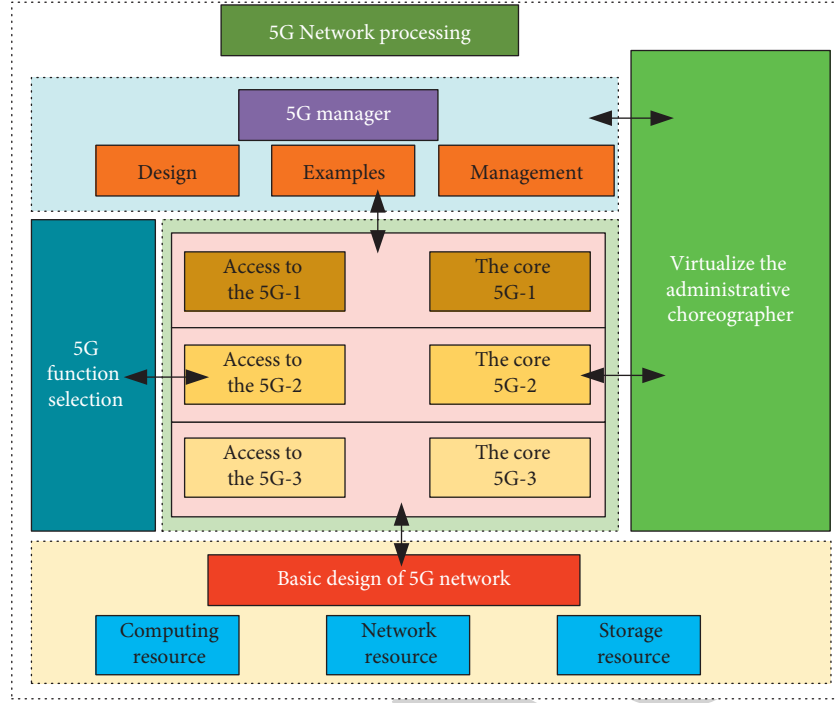 5G Network processing
5G manager
Design
Examples
Management
5G
function
selection
Access to
the 5G-1
The core
5G-1
Access to
the 5G-2
The core
5G-2
Access to
the 5G-3
The core
5G-3
Virtualize the
administrative
choreographer
Basic design of 5G network
Computing
resource
Network
resource
Storage
resource